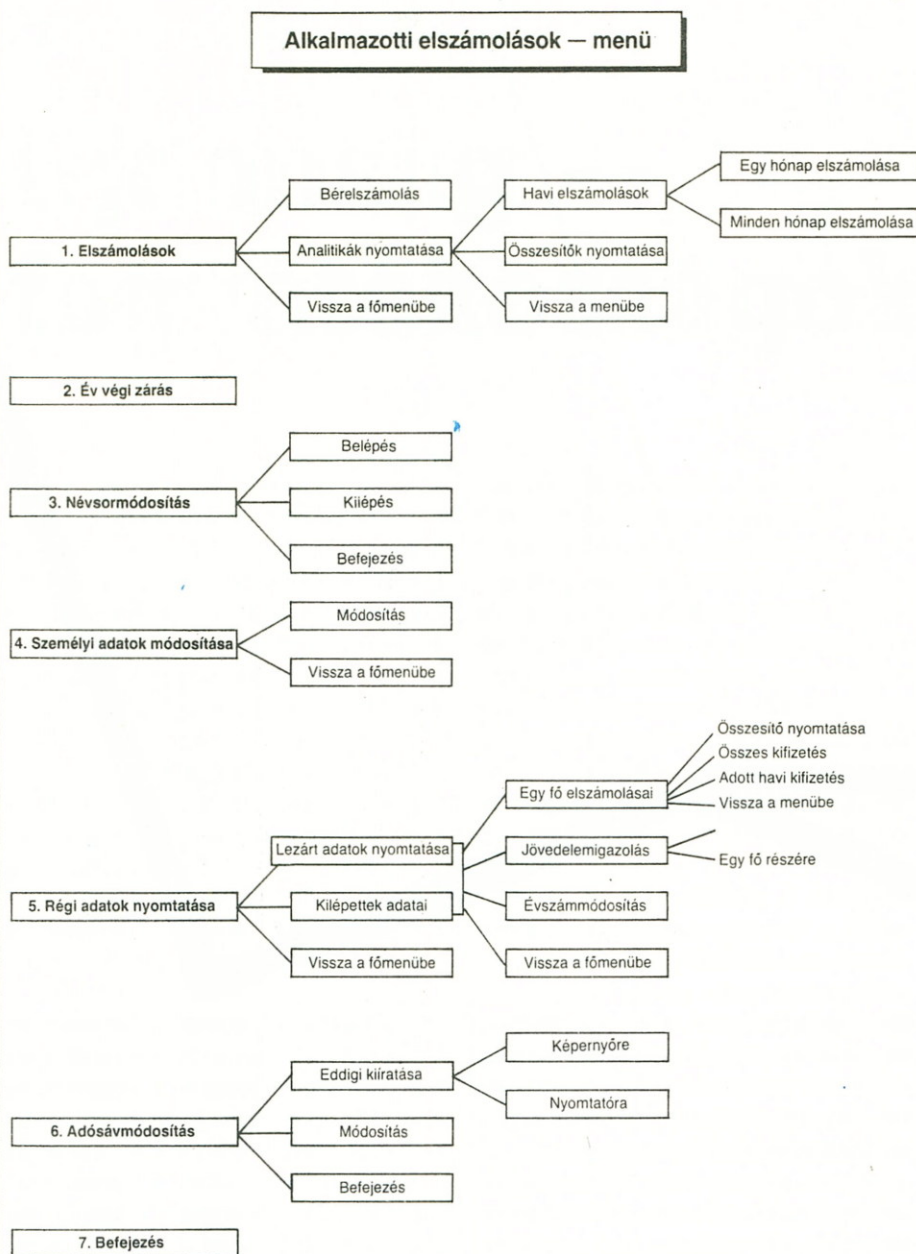 Alkalmazotti elszámolások — menü
1. Elszámolások
Bérelszámolás
Analitikák nyomtatása
Vissza a főmenübe
Havi elszámolások
Összesítők nyomtatása
Vissza a menübe
Egy hónap elszámolása
Minden hónap elszámolása
2. Év végi zárás
3. Névsormódosítás
Belépés
Kiiépés
Befejezés
4. Személyi adatok módosítása
Módosítás
Vissza a főmenübe
5. Régi adatok nyomtatása
Lezárt adatok nyomtatása
Kilépettek adatai
Vissza a főmenübe
Egy fő elszámolásai
Jövedelemigazolás
Évszámmódosítás
Vissza a főmenübe
Összesítő nyomtatása
Összes kifizetés
Adott havi kifizetés
Vissza a menübe
Egy fő részére
6. Adósávmódosítás
Eddigi kiíratása
Módosítás
Befejezés
Képernyőre
Nyomtatóra
7. Befejezés